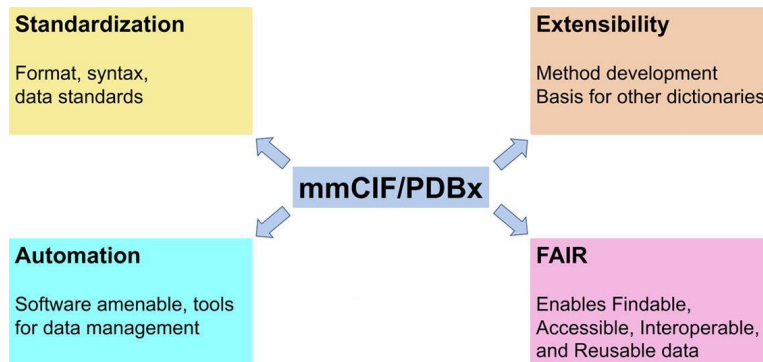 Standardization
Format, syntax,
data standards
Extensibility
Method development
Basis for other dictionaries
mmCIF/PDBx
Automation
Software amenable, tools
for data management
FAIR
Enables Findable,
Accessible, Interoperable,
and Reusable data